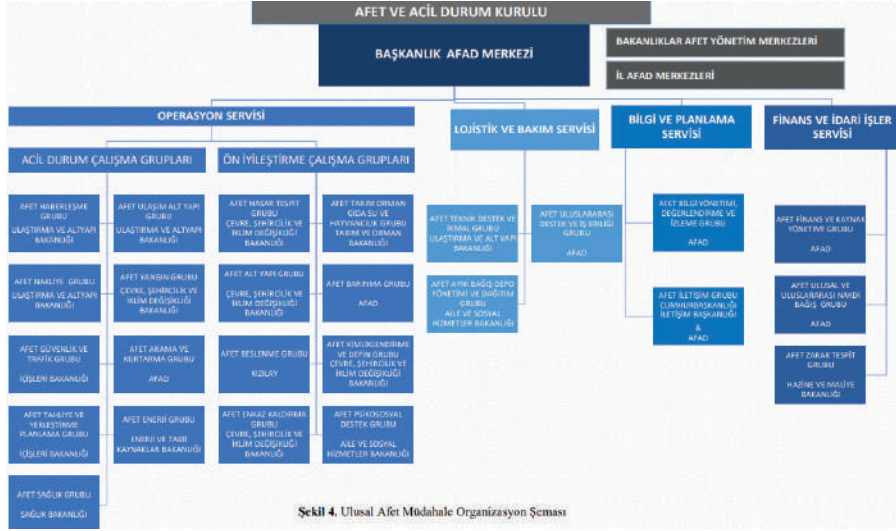 AFET VE ACİL DURUM KURULU
BAŞKANLIK AFAD MERKEZİ
BAKANLIKLAR AFET YÖNETİM MERKEZLERİ
İL AFAD MERKEZLERİ
OPERASYON SERVİSİ
ACİL DURUM ÇALIŞMA GRUPLARI
AFET HABERLEŞME
GRUBU
ULAŞTIRMA VE ALTYAPI
BAKANLIĞI
AFET ULAŞIM ALT YAPI
GRUBU
ULAŞTIRMA VE ALTYAPI
BAKANLIĞI
AFET NAKLİYE GRUBU
ULAŞTIRMA VE ALTYAPI
BAKANLIĞI
AFET YANGIN GRUBU
ÇEVRE, ŞEHİRCİLİK VE
İKLİM DEĞİŞİKLİĞİ
BAKANLIĞI
AFET GÜVENLİK VE
TRAFİK GRUBU
İÇİŞLERİ BAKANLIĞI
AFET ARAMA VE
KURTARMA GRUBU
AFAD
AFET TAHLİYE VE
YERLEŞTİRME
PLANLAMA GRUBU
İÇİŞLERİ BAKANLIĞI
AFET ENERJİ GRUBU
ENERJİ VE TABİİ
KAYNAKLAR BAKANLIĞI
AFET SAĞLIK GRUBU
SAĞLIK BAKANLIĞI
ÖN İYİLEŞTİRME ÇALIŞMA GRUPLARI
AFET HASAR TESPİT
GRUBU
ÇEVRE, ŞEHİRCİLİK VE
İKLİM DEĞİŞİKLİĞİ
BAKANLIĞI
AFET TARIM ORMAN
GIDA SU VE
HAYVANCILIK GRUBU
TARIM VE ORMAN
BAKANLIĞI
AFET ALT YAPI GRUBU
ÇEVRE, ŞEHİRCİLİK VE
İKLİM DEĞİŞİKLİĞİ
BAKANLIĞI
AFET BARINMA GRUBU
AFAD
AFET BESLENME GRUBU
KIZILAY
AFET KİMLİKLENDİRME
VE DEFİN GRUBU
ÇEVRE, ŞEHİRCİLİK VE
İKLİM DEĞİŞİKLİĞİ
BAKANLIĞI
AFET ENKAZ KALDIRMA
GRUBU
ÇEVRE, ŞEHİRCİLİK VE
İKLİM DEĞİŞİKLİĞİ
BAKANLIĞI
AFET PSİKOSOSYAL
DESTEK GRUBU
AİLE VE SOSYAL
HİZMETLER BAKANLIĞI
LOJİSTİK VE BAKIM SERVİSİ
AFET TEKNİK DESTEK VE
İKMAL GRUBU
ULAŞTIRMA VE ALT YAPI
BAKANLIĞI
AFET ULUSLARARASI
DESTEK VE İŞ BİRLİĞİ
GRUBU
AFAD
AFET AYNİ BAĞIŞ DEPO
YÖNETİMİ VE DAĞITIM
GRUBU
AİLE VE SOSYAL
HİZMETLER BAKANLIĞI
BİLGİ VE PLANLAMA
SERVİSİ
AFET BİLGİ YÖNETİMİ,
DEĞERLENDİRME VE
İZLEME GRUBU
AFAD
AFET İLETİŞİM GRUBU
CUMHURBAŞKANLIĞI
İLETİŞİM BAŞKANLIĞI
&
AFAD
FİNANS VE İDARİ İŞLER
SERVİSİ
AFET FİNANS VE KAYNAK
YÖNETİMİ GRUBU
AFAD
AFET ULUSAL VE
ULUSLARARASI NAKDİ
BAĞIŞ GRUBU
AFAD
AFET ZARAR TESPİT
GRUBU
HAZİNE VE MALİYE
BAKANLIĞI
Şekil 4. Ulusal Afet Müdahale Organizasyon Şeması